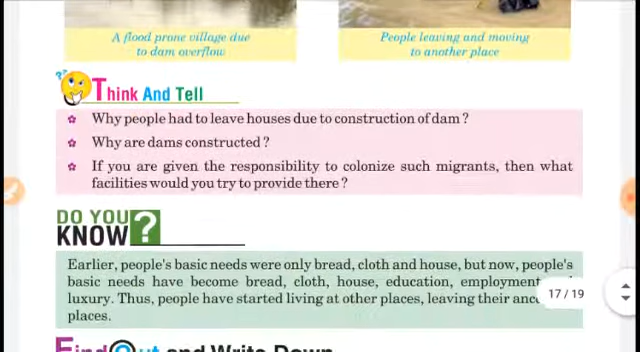 A flood prone village due
to dam overflow
People leaving and moving
to another place
Think And Tell
Why people had to leave houses due to construction of dam ?
Why are dams constructed ?
If you are given the responsibility to colonize such migrants, then what
facilities would you try to provide there ?
DO YOU
KNOW ?
Earlier, people's basic needs were only bread, cloth and house, but now, people's
basic needs have become bread, cloth, house, education, employment
luxury. Thus, people have started living at other places, leaving their
places.
17 / 19
Find Out and Write Down